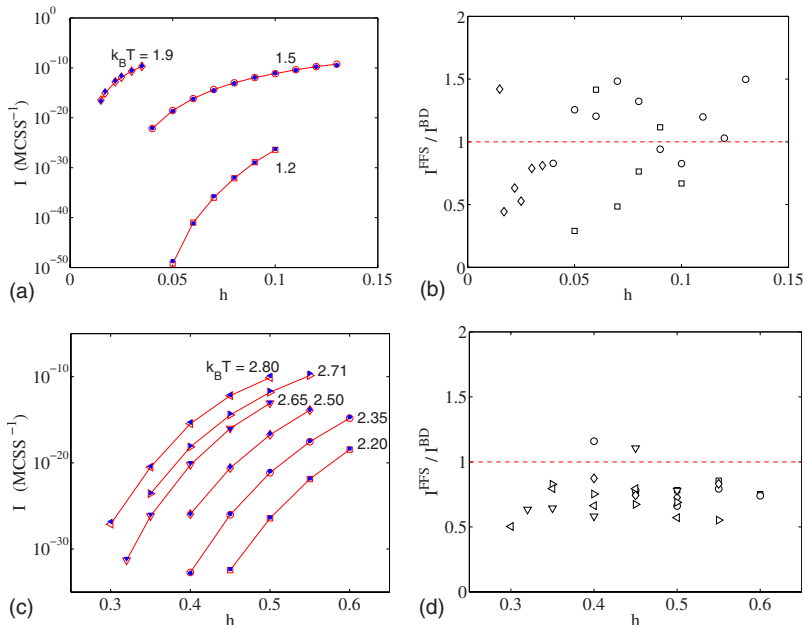 10^0
10^-10
10^-20
10^-30
10^-40
10^-50
I (MCSS^-1)
k_BT = 1.9
1.5
1.2
0
0.05
0.1
0.15
h
(a)
2
1.5
1
0.5
0
I^FFS / I^BD
0
0.05
0.1
0.15
h
(b)
10^-10
10^-20
10^-30
I (MCSS^-1)
k_BT = 2.80
2.71
2.65 2.50
2.35
2.20
0.3
0.4
0.5
0.6
h
(c)
2
1.5
1
0.5
0
I^FFS / I^BD
0.3
0.4
0.5
0.6
h
(d)